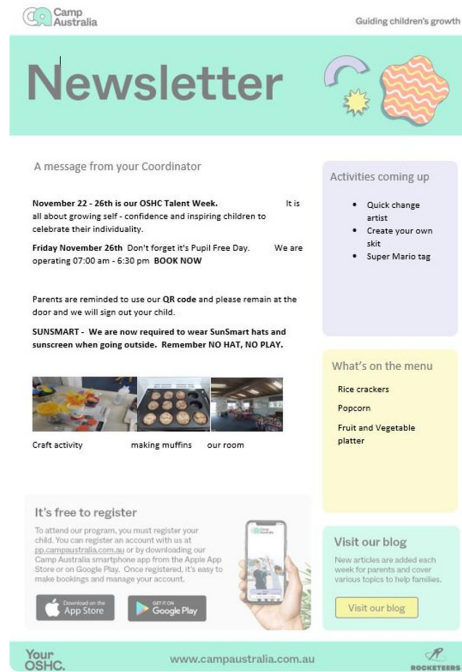 Camp
Australia
Guiding children's growth
Newsletter
A message from your Coordinator
November 22 - 26th is our OSHC Talent Week. It is
all about growing self - confidence and inspiring children to
celebrate their individuality.
Friday November 26th Don't forget it's Pupil Free Day. We are
operating 07:00 am - 6:30 pm BOOK NOW
Parents are reminded to use our QR code and please remain at the
door and we will sign out your child.
SUNSMART - We are now required to wear SunSmart hats and
sunscreen when going outside. Remember NO HAT, NO PLAY.
Craft activity making muffins our room
Activities coming up
• Quick change
artist
• Create your own
skit
• Super Mario tag
What's on the menu
Rice crackers
Popcorn
Fruit and Vegetable
platter
It's free to register
To attend our program, you must register your
child. You can register an account with us at
pp.campaustralia.com.au or by downloading our
Camp Australia smartphone app from the Apple App
Store or on Google Play. Once registered, it's easy to
make bookings and manage your account.
Download on the
App Store
GET IT ON
Google Play
Visit our blog
New articles are added each
week for parents and cover
various topics to help families.
Visit our blog
Your
OSHC.
www.campaustralia.com.au
ROCKETEERS